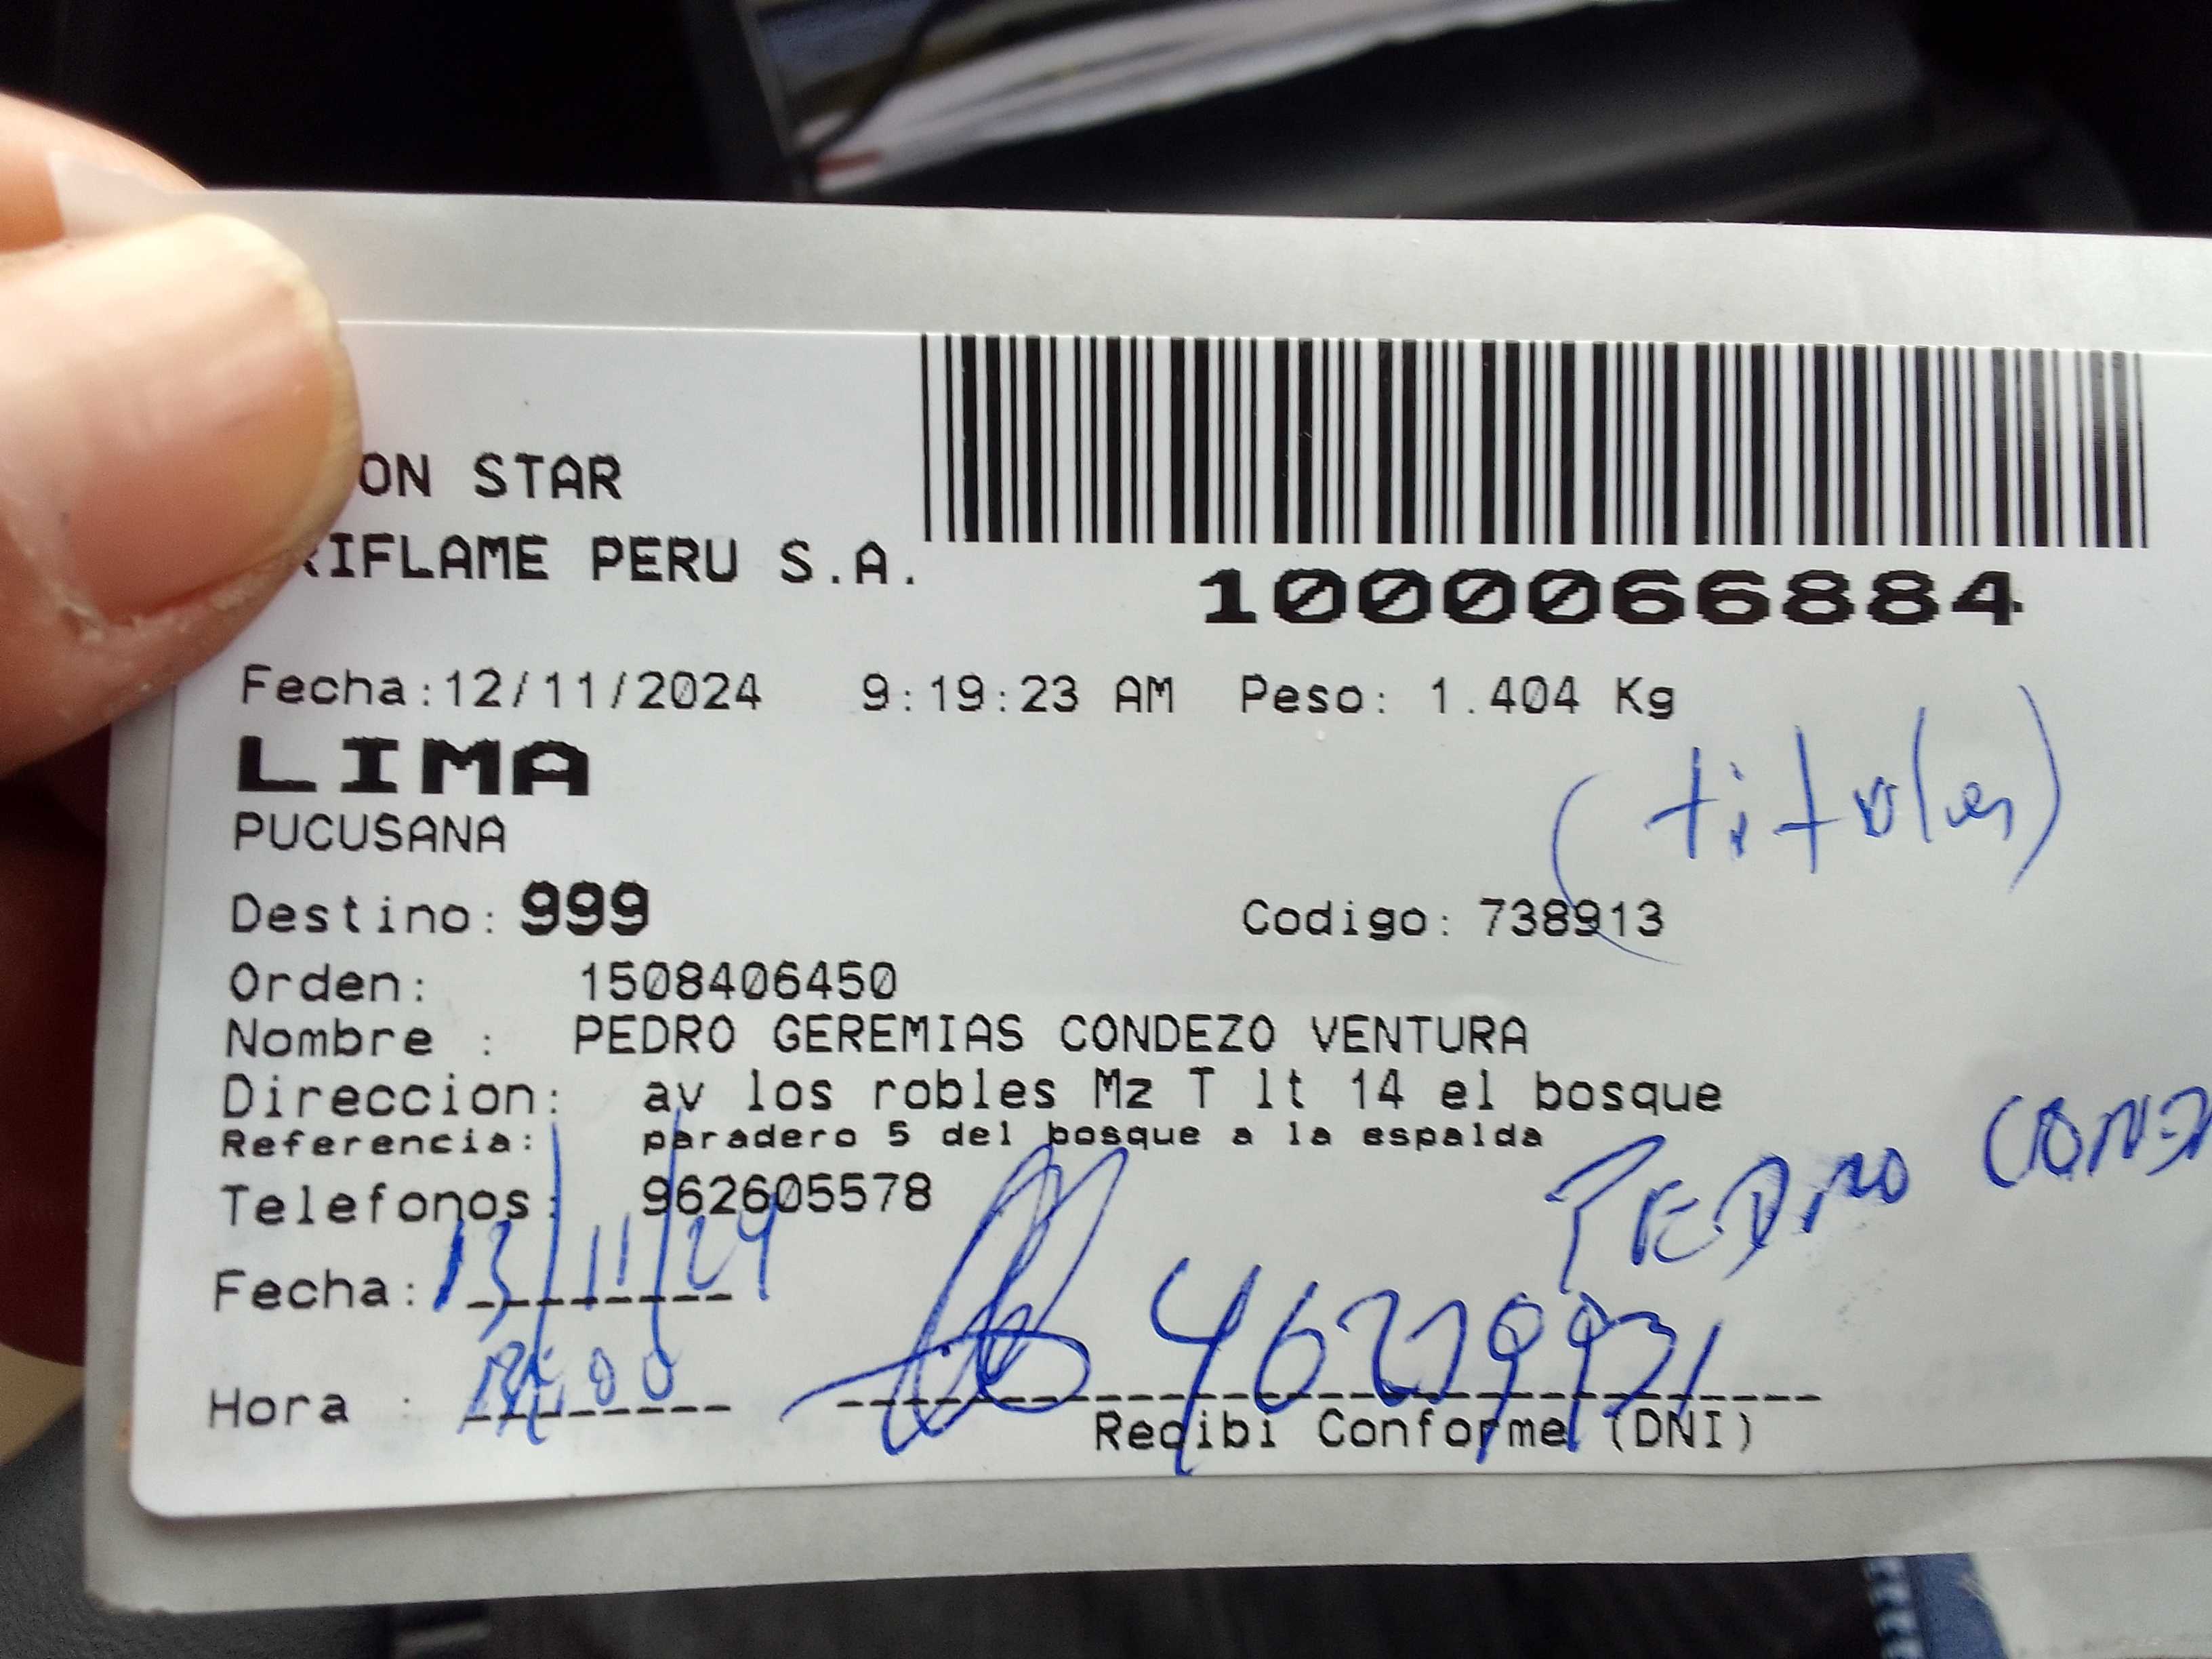 ON STAR
RIFLAME PERU S.A.
1000066884
Fecha:12/11/2024 9:19:23 AM Peso: 1.404 Kg
LIMA
(titular)
PUCUSANA
Destino: 999 Codigo: 738913
Orden: 1508406450
Nombre : PEDRO GEREMIAS CONDEZO VENTURA
Direccion: av los robles Mz T lt 14 el bosque
Referencia: paradero 5 del bosque a la espalda
Telefonos: 962605578
PEDRO COND
Fecha: 13/11/24
Hora :
Recibi Conforme (DNI)